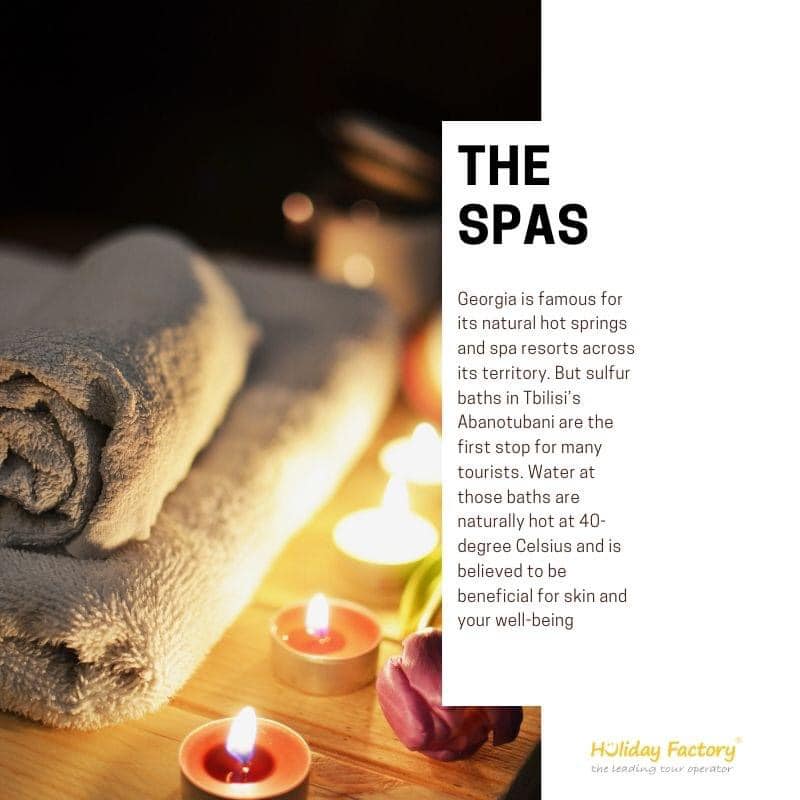 THE
SPAS
Georgia is famous for
its natural hot springs
and spa resorts across
its territory. But sulfur
baths in Tbilisi's
Abanotubani are the
first stop for many
tourists. Water at
those baths are
naturally hot at 40-
degree Celsius and is
believed to be
beneficial for skin and
your well-being
Holiday Factory®
the leading tour operator